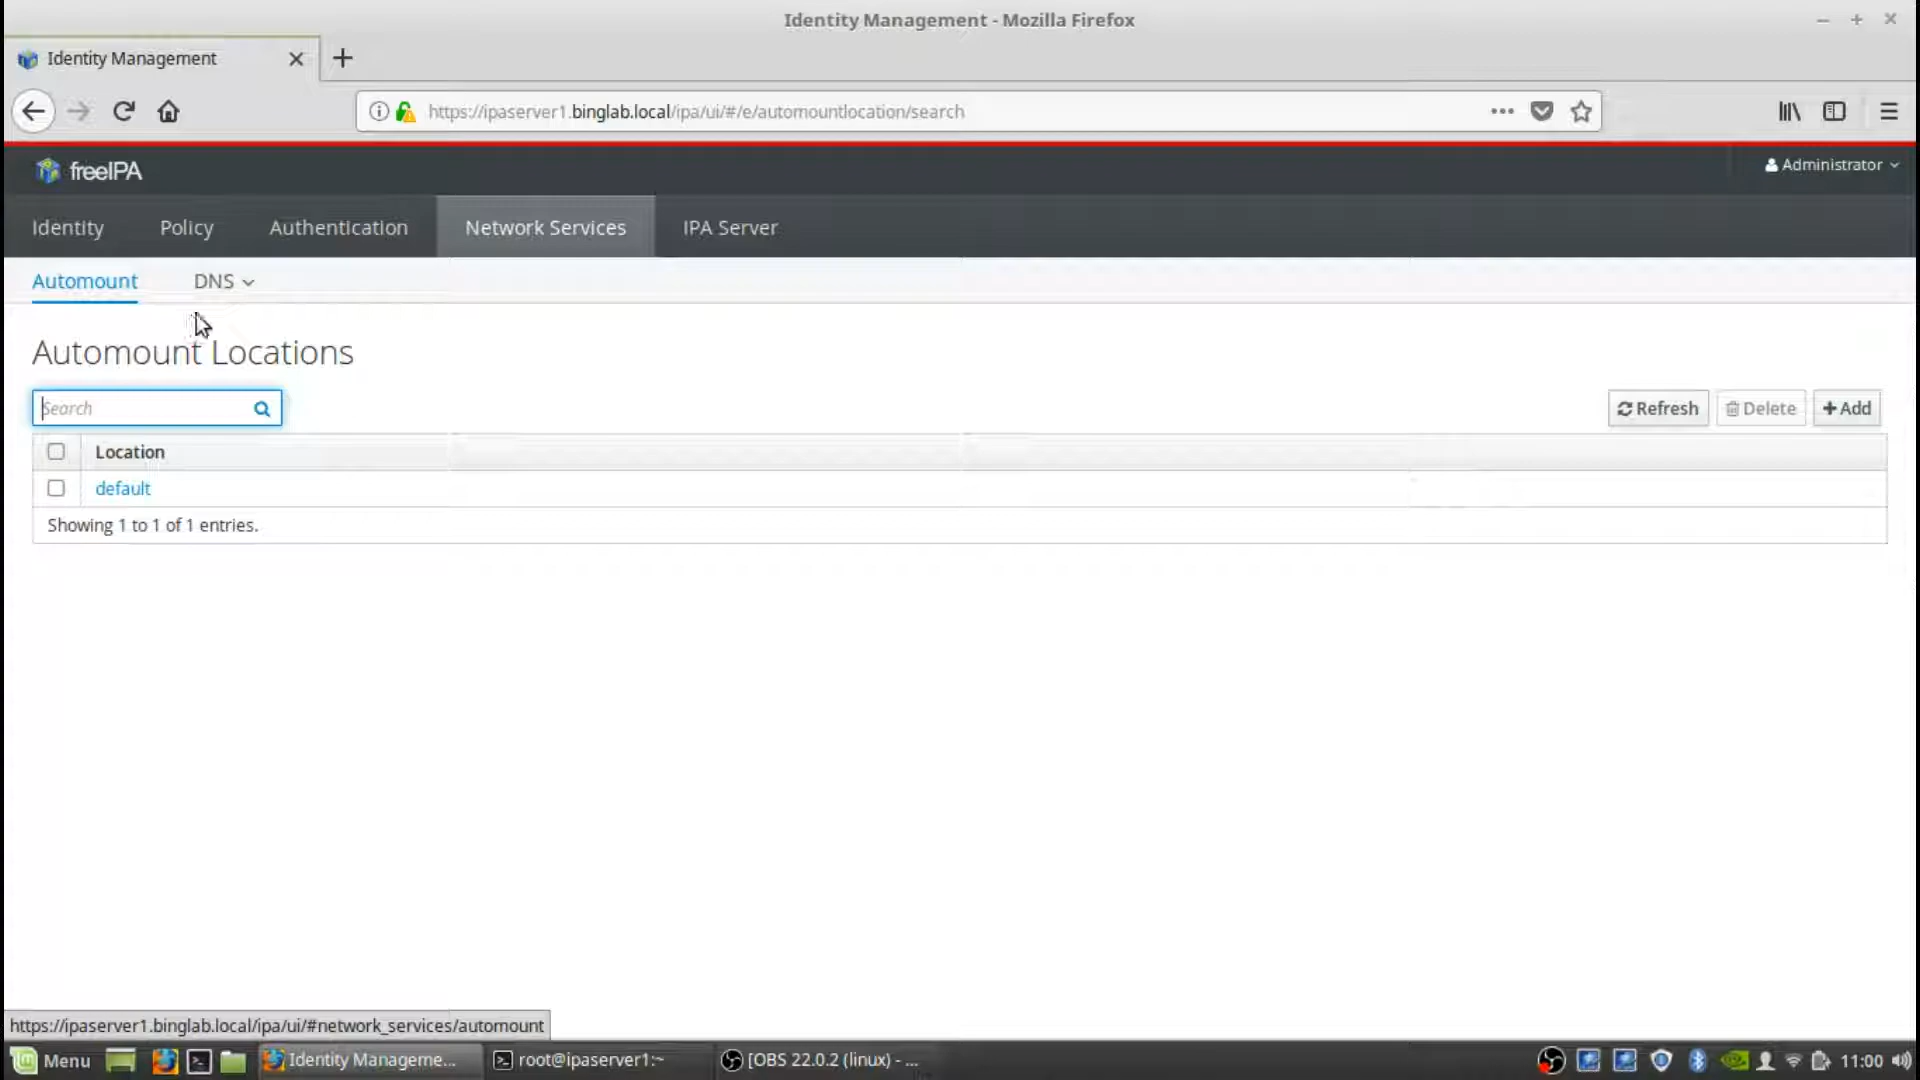 Identity Management - Mozilla Firefox
Identity Management
https://ipaserver1.binglab.local/ipa/ui/#/e/automountlocation/search
freeIPA
Administrator
Identity Policy Authentication Network Services IPA Server
Automount DNS
Automount Locations
Search
Refresh Delete +Add
Location
default
Showing 1 to 1 of 1 entries.
https://ipaserver1.binglab.local/ipa/ui/#network_services/automount
Menu Identity Manageme... root@ipaserver1:~ [OBS 22.0.2 (linux) - ... 11:00